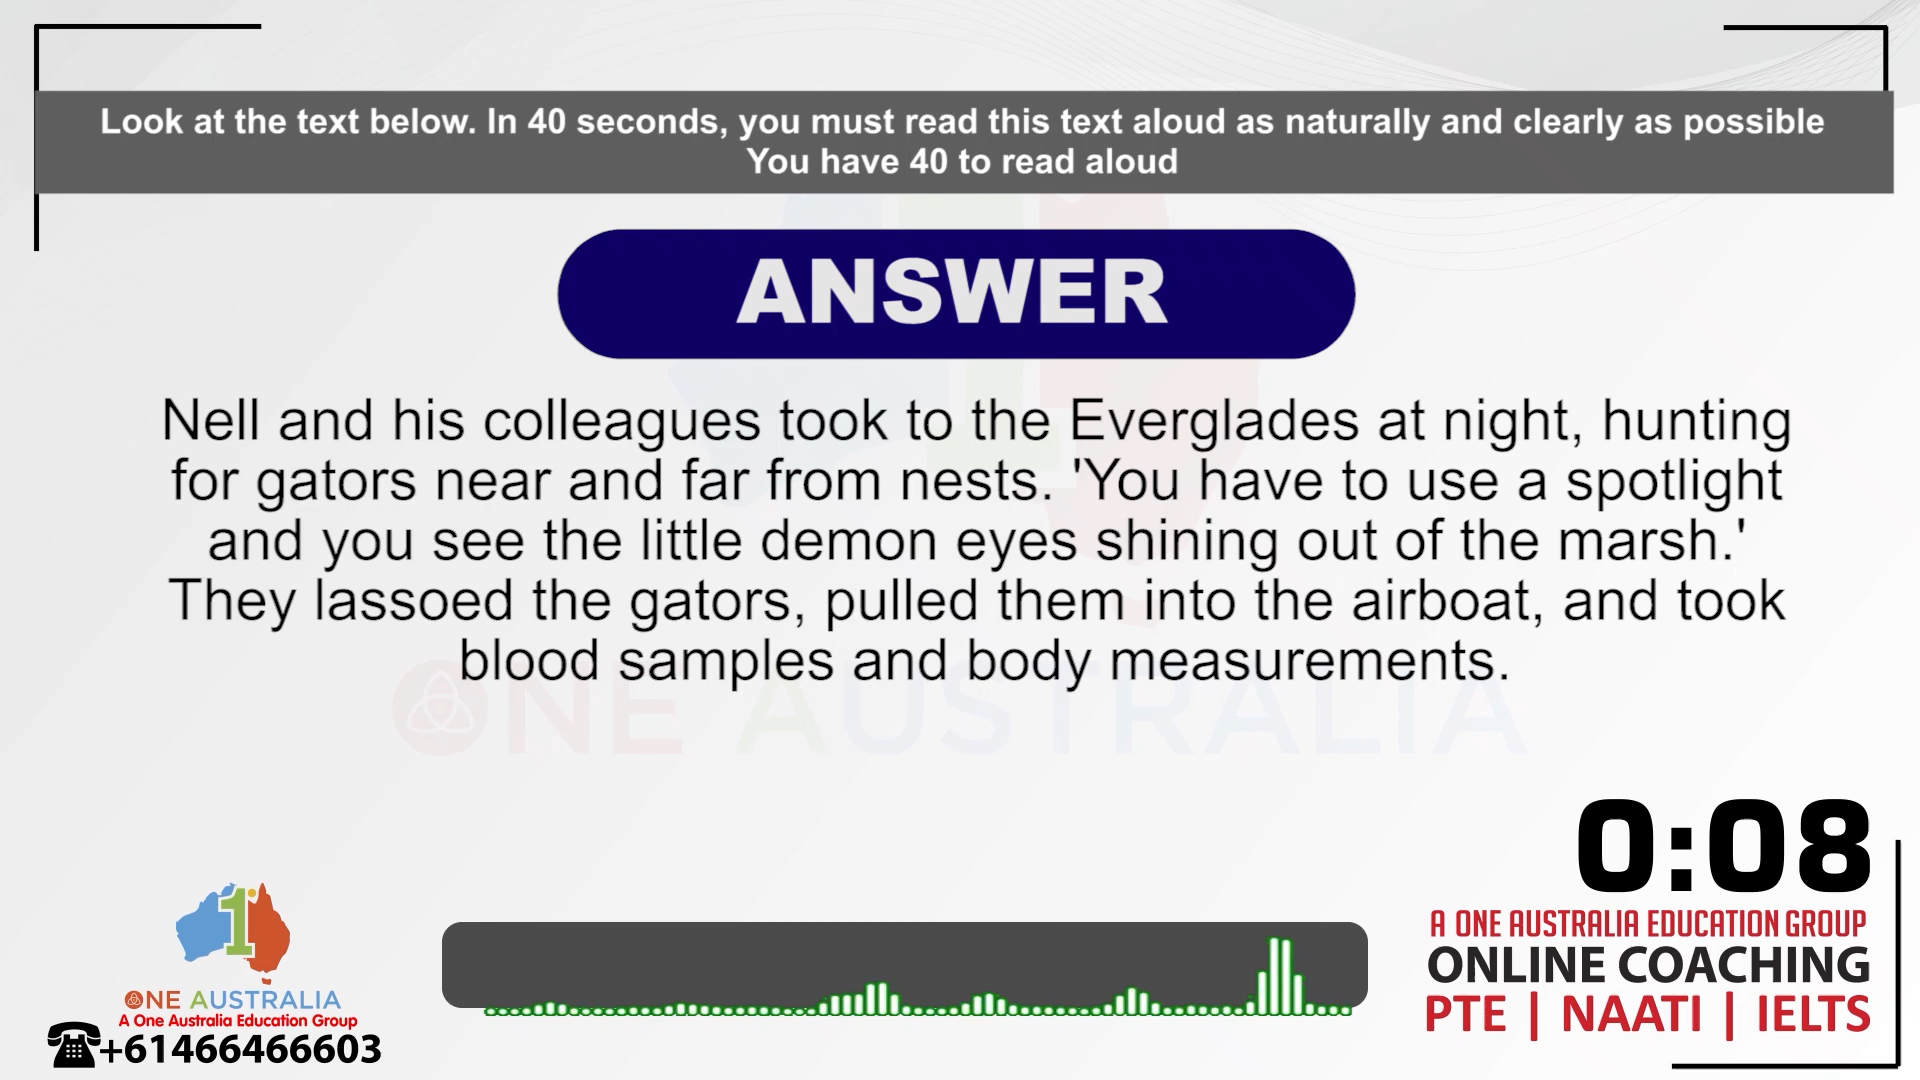 Look at the text below. In 40 seconds, you must read this text aloud as naturally and clearly as possible
You have 40 to read aloud
ANSWER
Nell and his colleagues took to the Everglades at night, hunting
for gators near and far from nests. 'You have to use a spotlight
and you see the little demon eyes shining out of the marsh.'
They lassoed the gators, pulled them into the airboat, and took
blood samples and body measurements.
ONE AUSTRALIA
0:08
A ONE AUSTRALIA EDUCATION GROUP
ONLINE COACHING
PTE | NAATI | IELTS
1
ONE AUSTRALIA
A One Australia Education Group
+61466466603